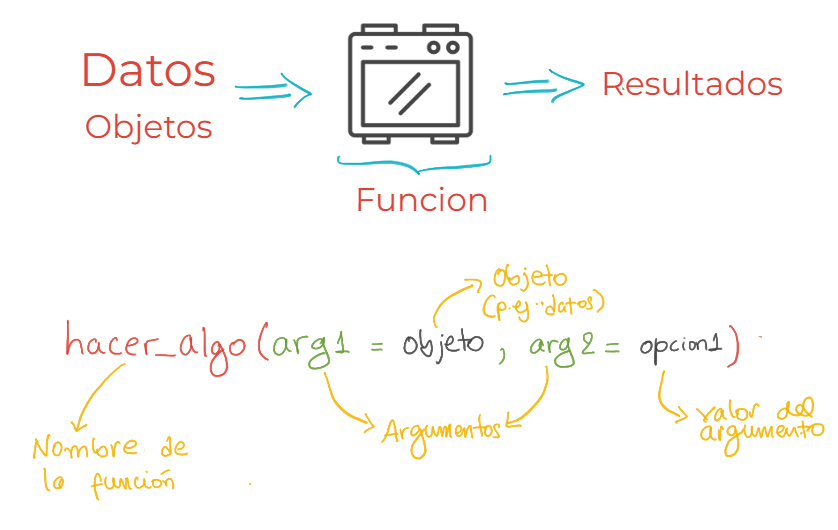 Datos
Objetos
Resultados
Funcion
Objeto
(p.ej. datos)
hacer_algo(arg1 = objeto, arg2 = opcion1)
Nombre de
la función
Argumentos
valor del
argumento